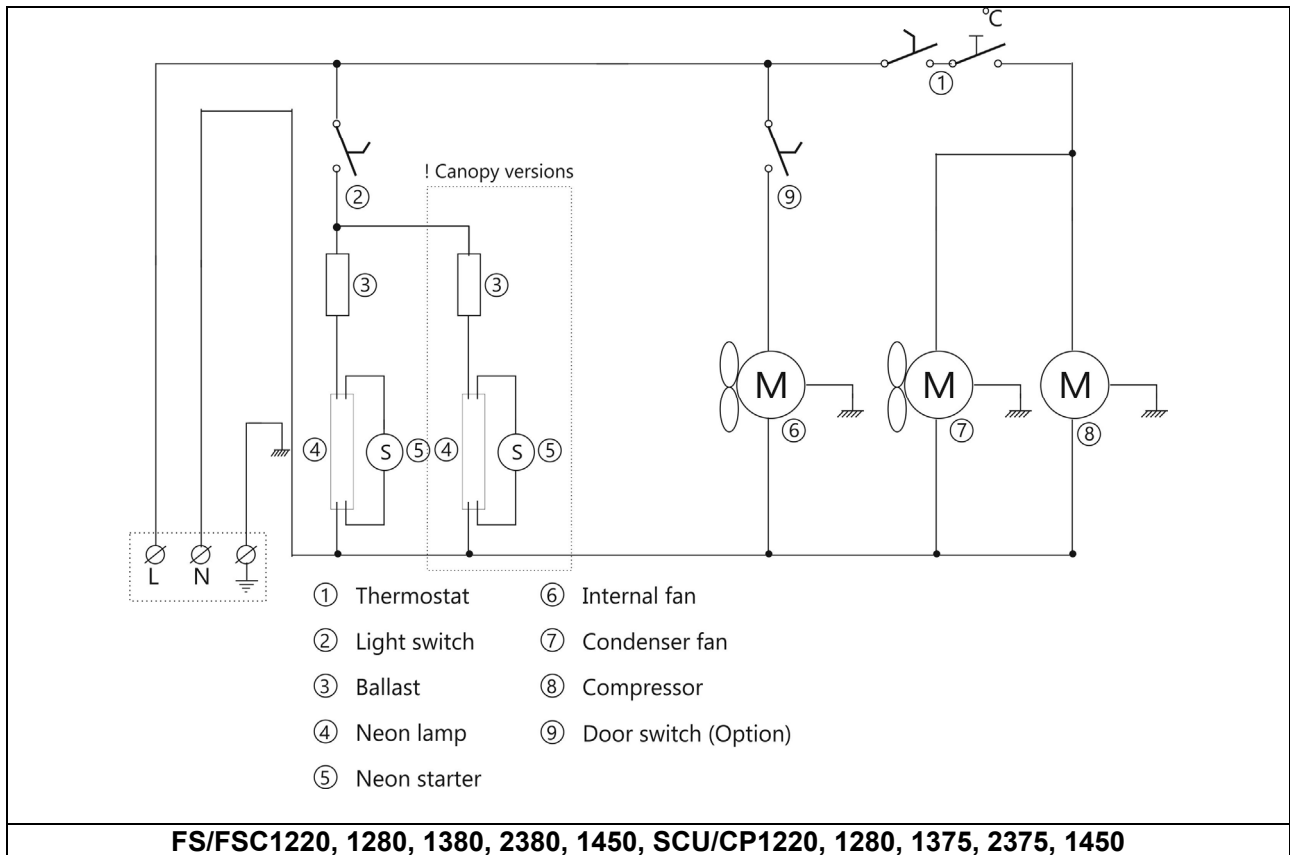 °C
①
! Canopy versions
② ⑨
③ ③
M M M
④ S ⑤ ④ S ⑤ ⑥ ⑦ ⑧
L N
① Thermostat ⑥ Internal fan
② Light switch ⑦ Condenser fan
③ Ballast ⑧ Compressor
④ Neon lamp ⑨ Door switch (Option)
⑤ Neon starter
FS/FSC1220, 1280, 1380, 2380, 1450, SCU/CP1220, 1280, 1375, 2375, 1450